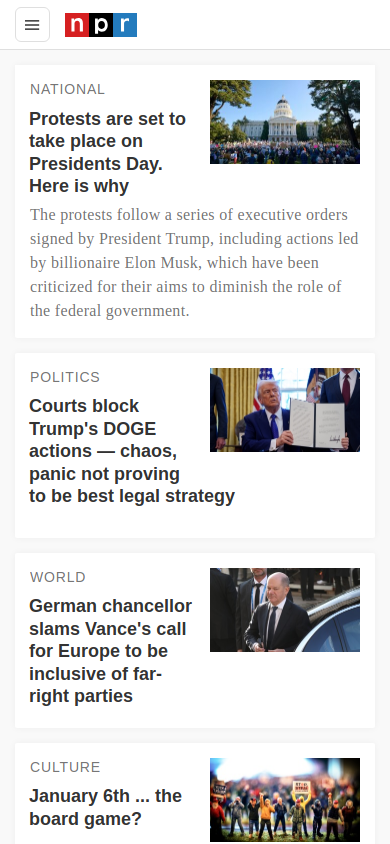 npr
NATIONAL
Protests are set to
take place on
Presidents Day.
Here is why
The protests follow a series of executive orders
signed by President Trump, including actions led
by billionaire Elon Musk, which have been
criticized for their aims to diminish the role of
the federal government.
POLITICS
Courts block
Trump's DOGE
actions — chaos,
panic not proving
to be best legal strategy
WORLD
German chancellor
slams Vance's call
for Europe to be
inclusive of far-
right parties
CULTURE
January 6th ... the
board game?